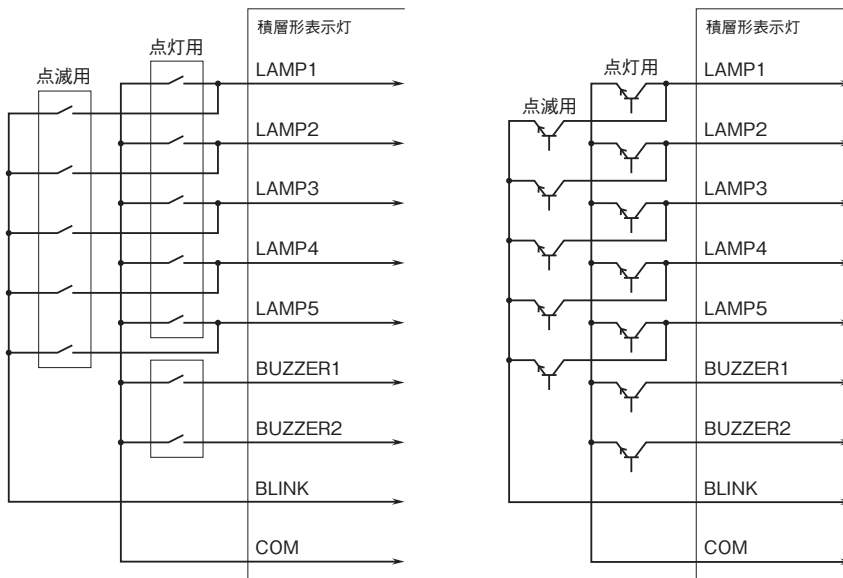 積層形表示灯
点灯用
点滅用
LAMP1
LAMP2
LAMP3
LAMP4
LAMP5
BUZZER1
BUZZER2
BLINK
COM
積層形表示灯
点灯用
点滅用
LAMP1
LAMP2
LAMP3
LAMP4
LAMP5
BUZZER1
BUZZER2
BLINK
COM